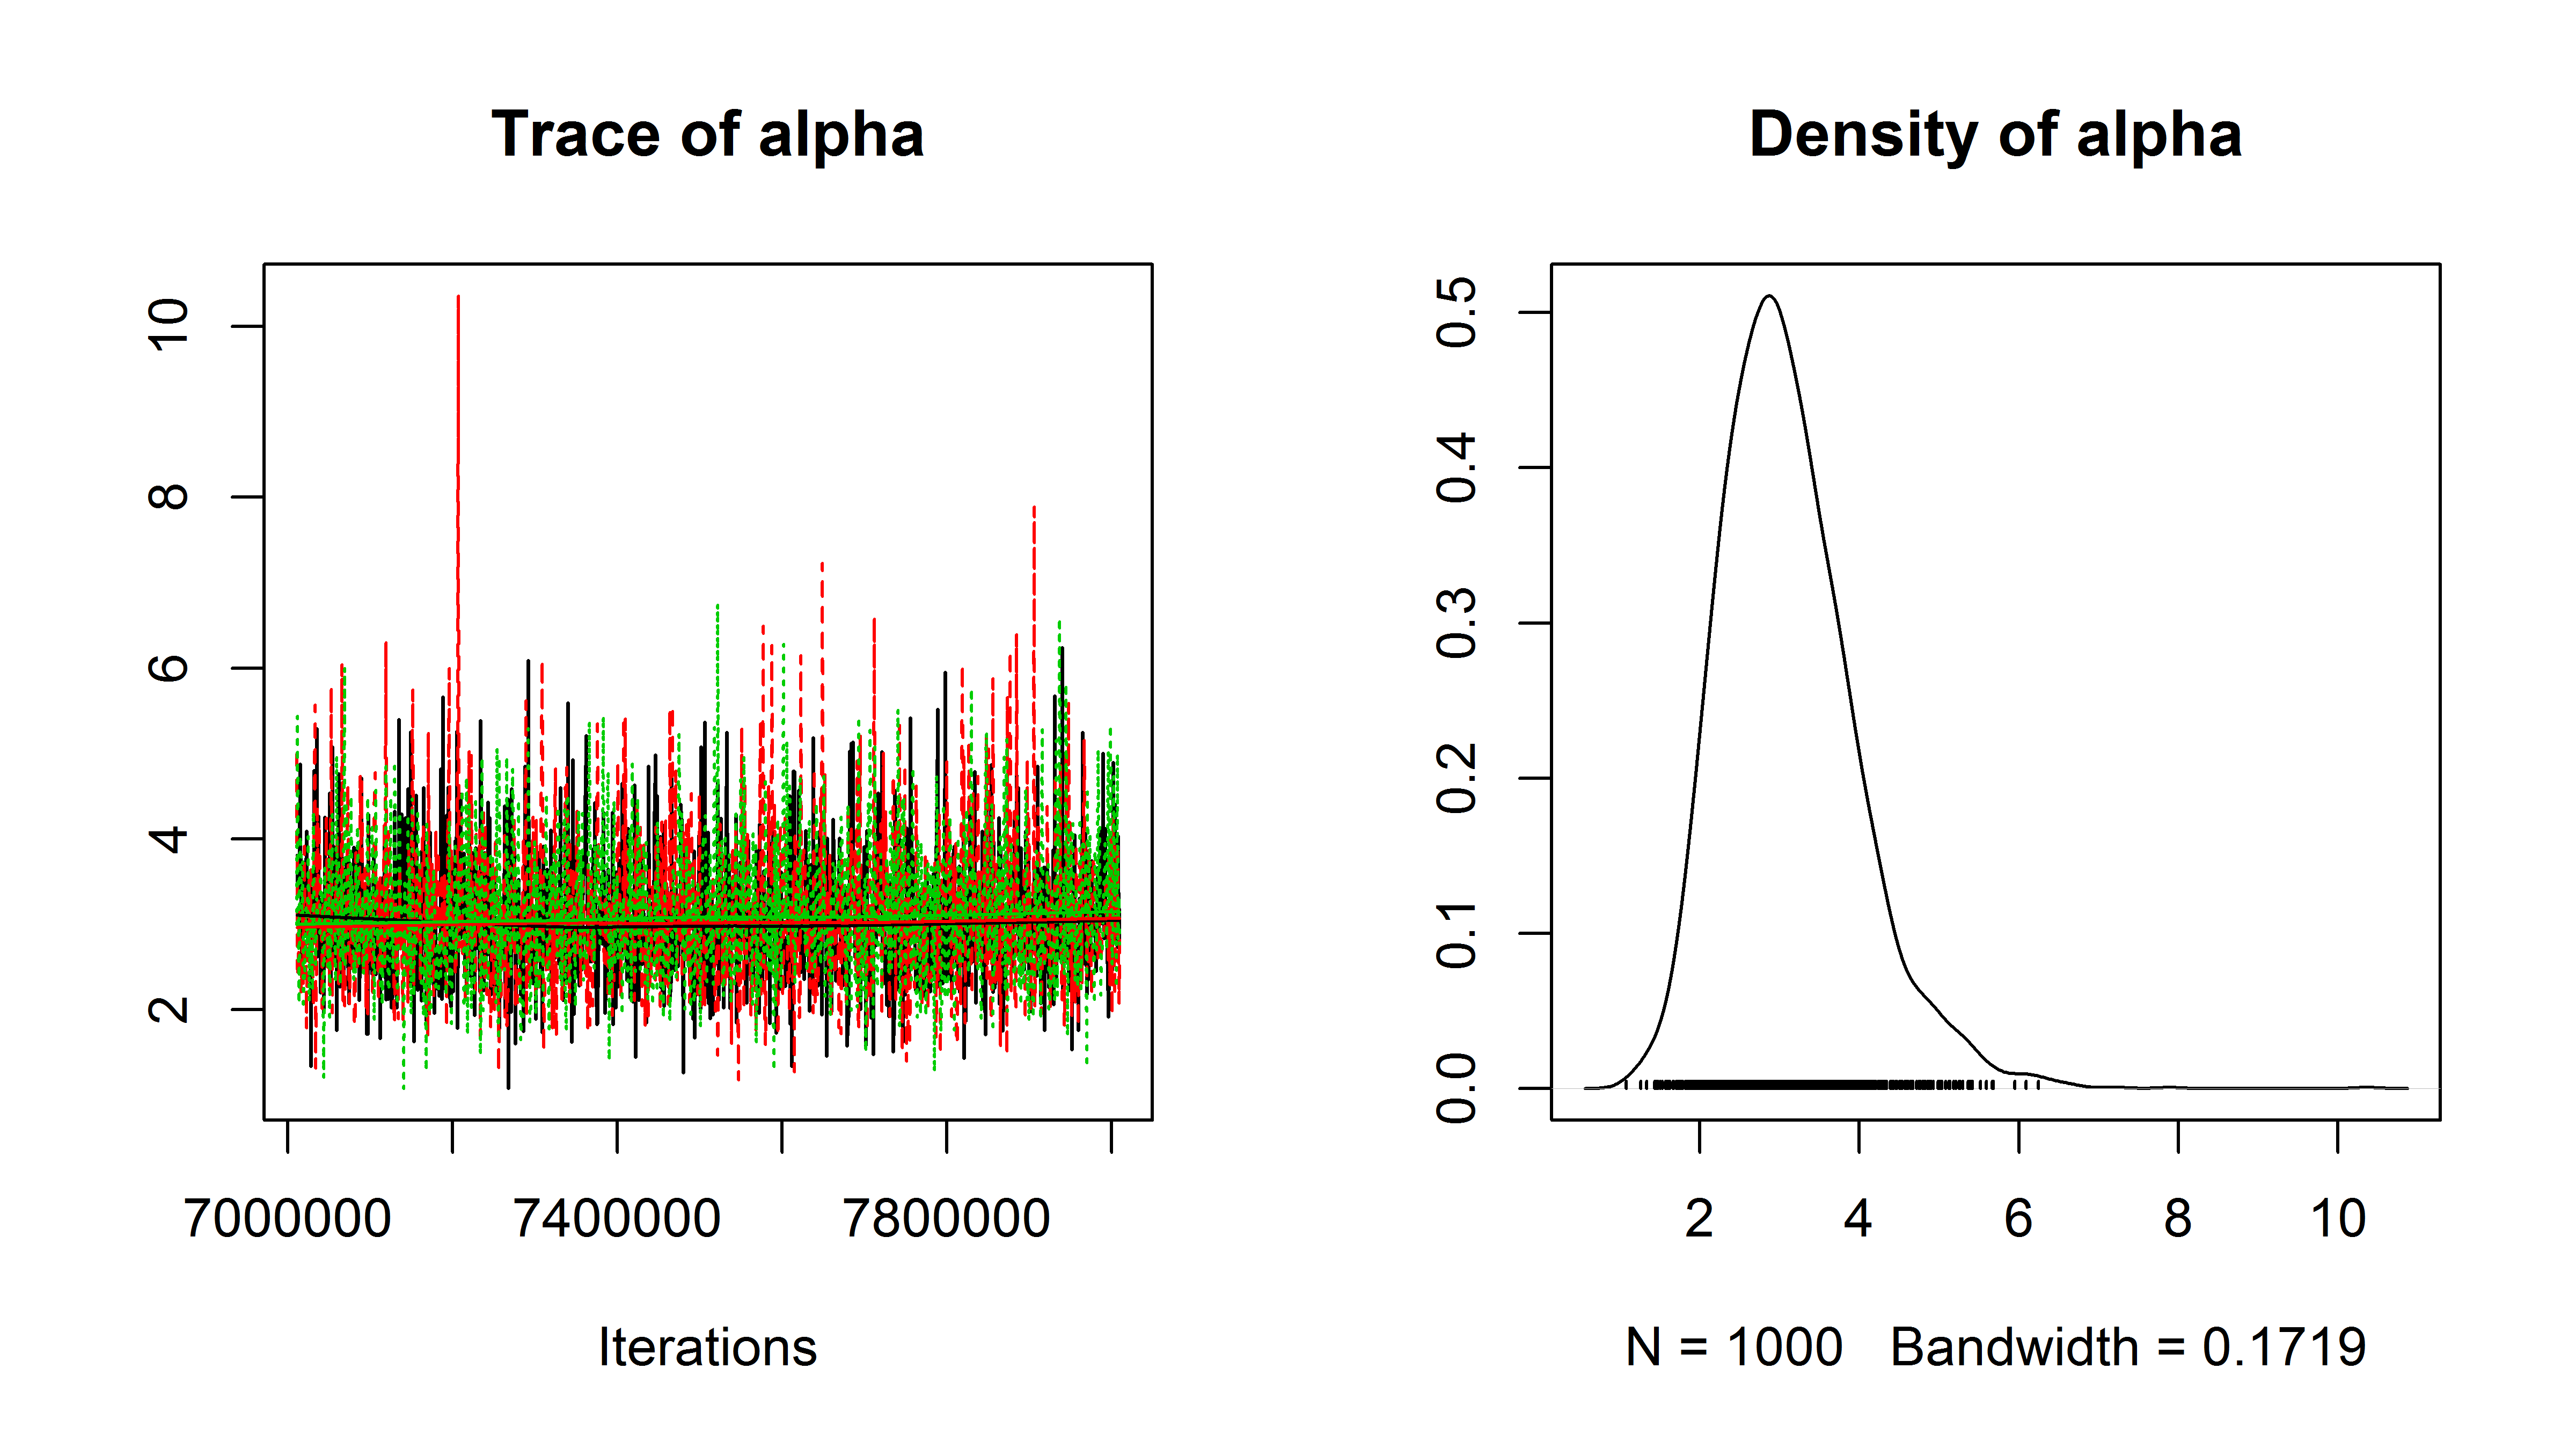 Trace of alpha
10
8
6
4
2
7000000 7400000 7800000
Iterations
Density of alpha
0.5
0.4
0.3
0.2
0.1
0.0
2 4 6 8 10
N = 1000 Bandwidth = 0.1719